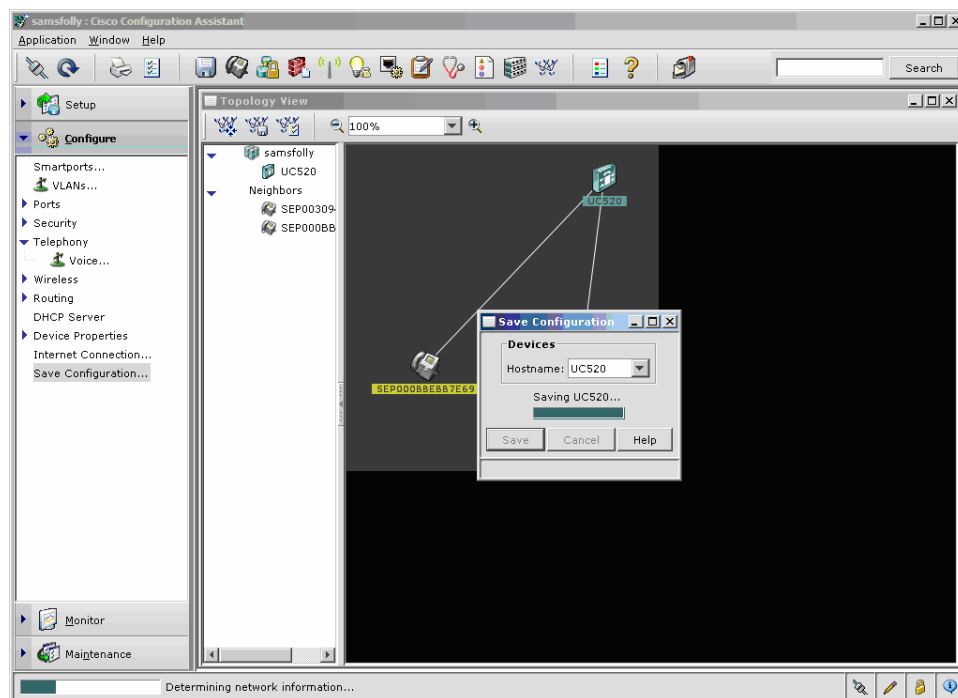 samsfolly : Cisco Configuration Assistant
Application Window Help
Search
Setup
Configure
Smartports...
VLANs...
Ports
Security
Telephony
Voice...
Wireless
Routing
DHCP Server
Device Properties
Internet Connection...
Save Configuration...
Monitor
Maintenance
Topology View
100%
samsfolly
UC520
Neighbors
SEP00309
SEP000BB
UC520
SEP000BBEBB7E69
Save Configuration
Devices
Hostname: UC520
Saving UC520...
Save Cancel Help
Determining network information...